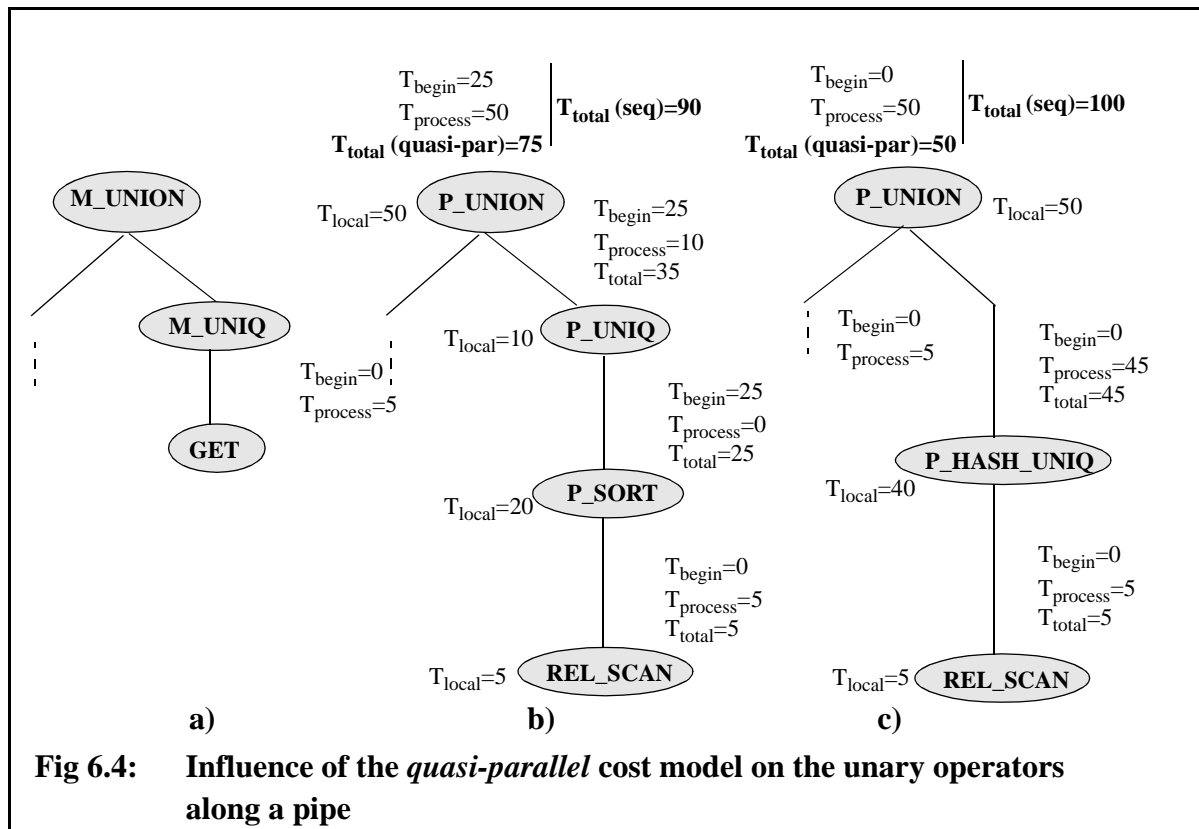 T_begin=25
T_process=50
T_total (quasi-par)=75
T_total (seq)=90
T_begin=0
T_process=50
T_total (quasi-par)=50
T_total (seq)=100
M_UNION
M_UNIQ
GET
a)
P_UNION
T_local=50
T_begin=25
T_process=10
T_total=35
T_begin=0
T_process=5
P_UNIQ
T_local=10
T_begin=25
T_process=0
T_total=25
P_SORT
T_local=20
T_begin=0
T_process=5
T_total=5
REL_SCAN
T_local=5
b)
P_UNION
T_local=50
T_begin=0
T_process=5
T_begin=0
T_process=45
T_total=45
P_HASH_UNIQ
T_local=40
T_begin=0
T_process=5
T_total=5
REL_SCAN
T_local=5
c)
Fig 6.4: Influence of the quasi-parallel cost model on the unary operators
along a pipe